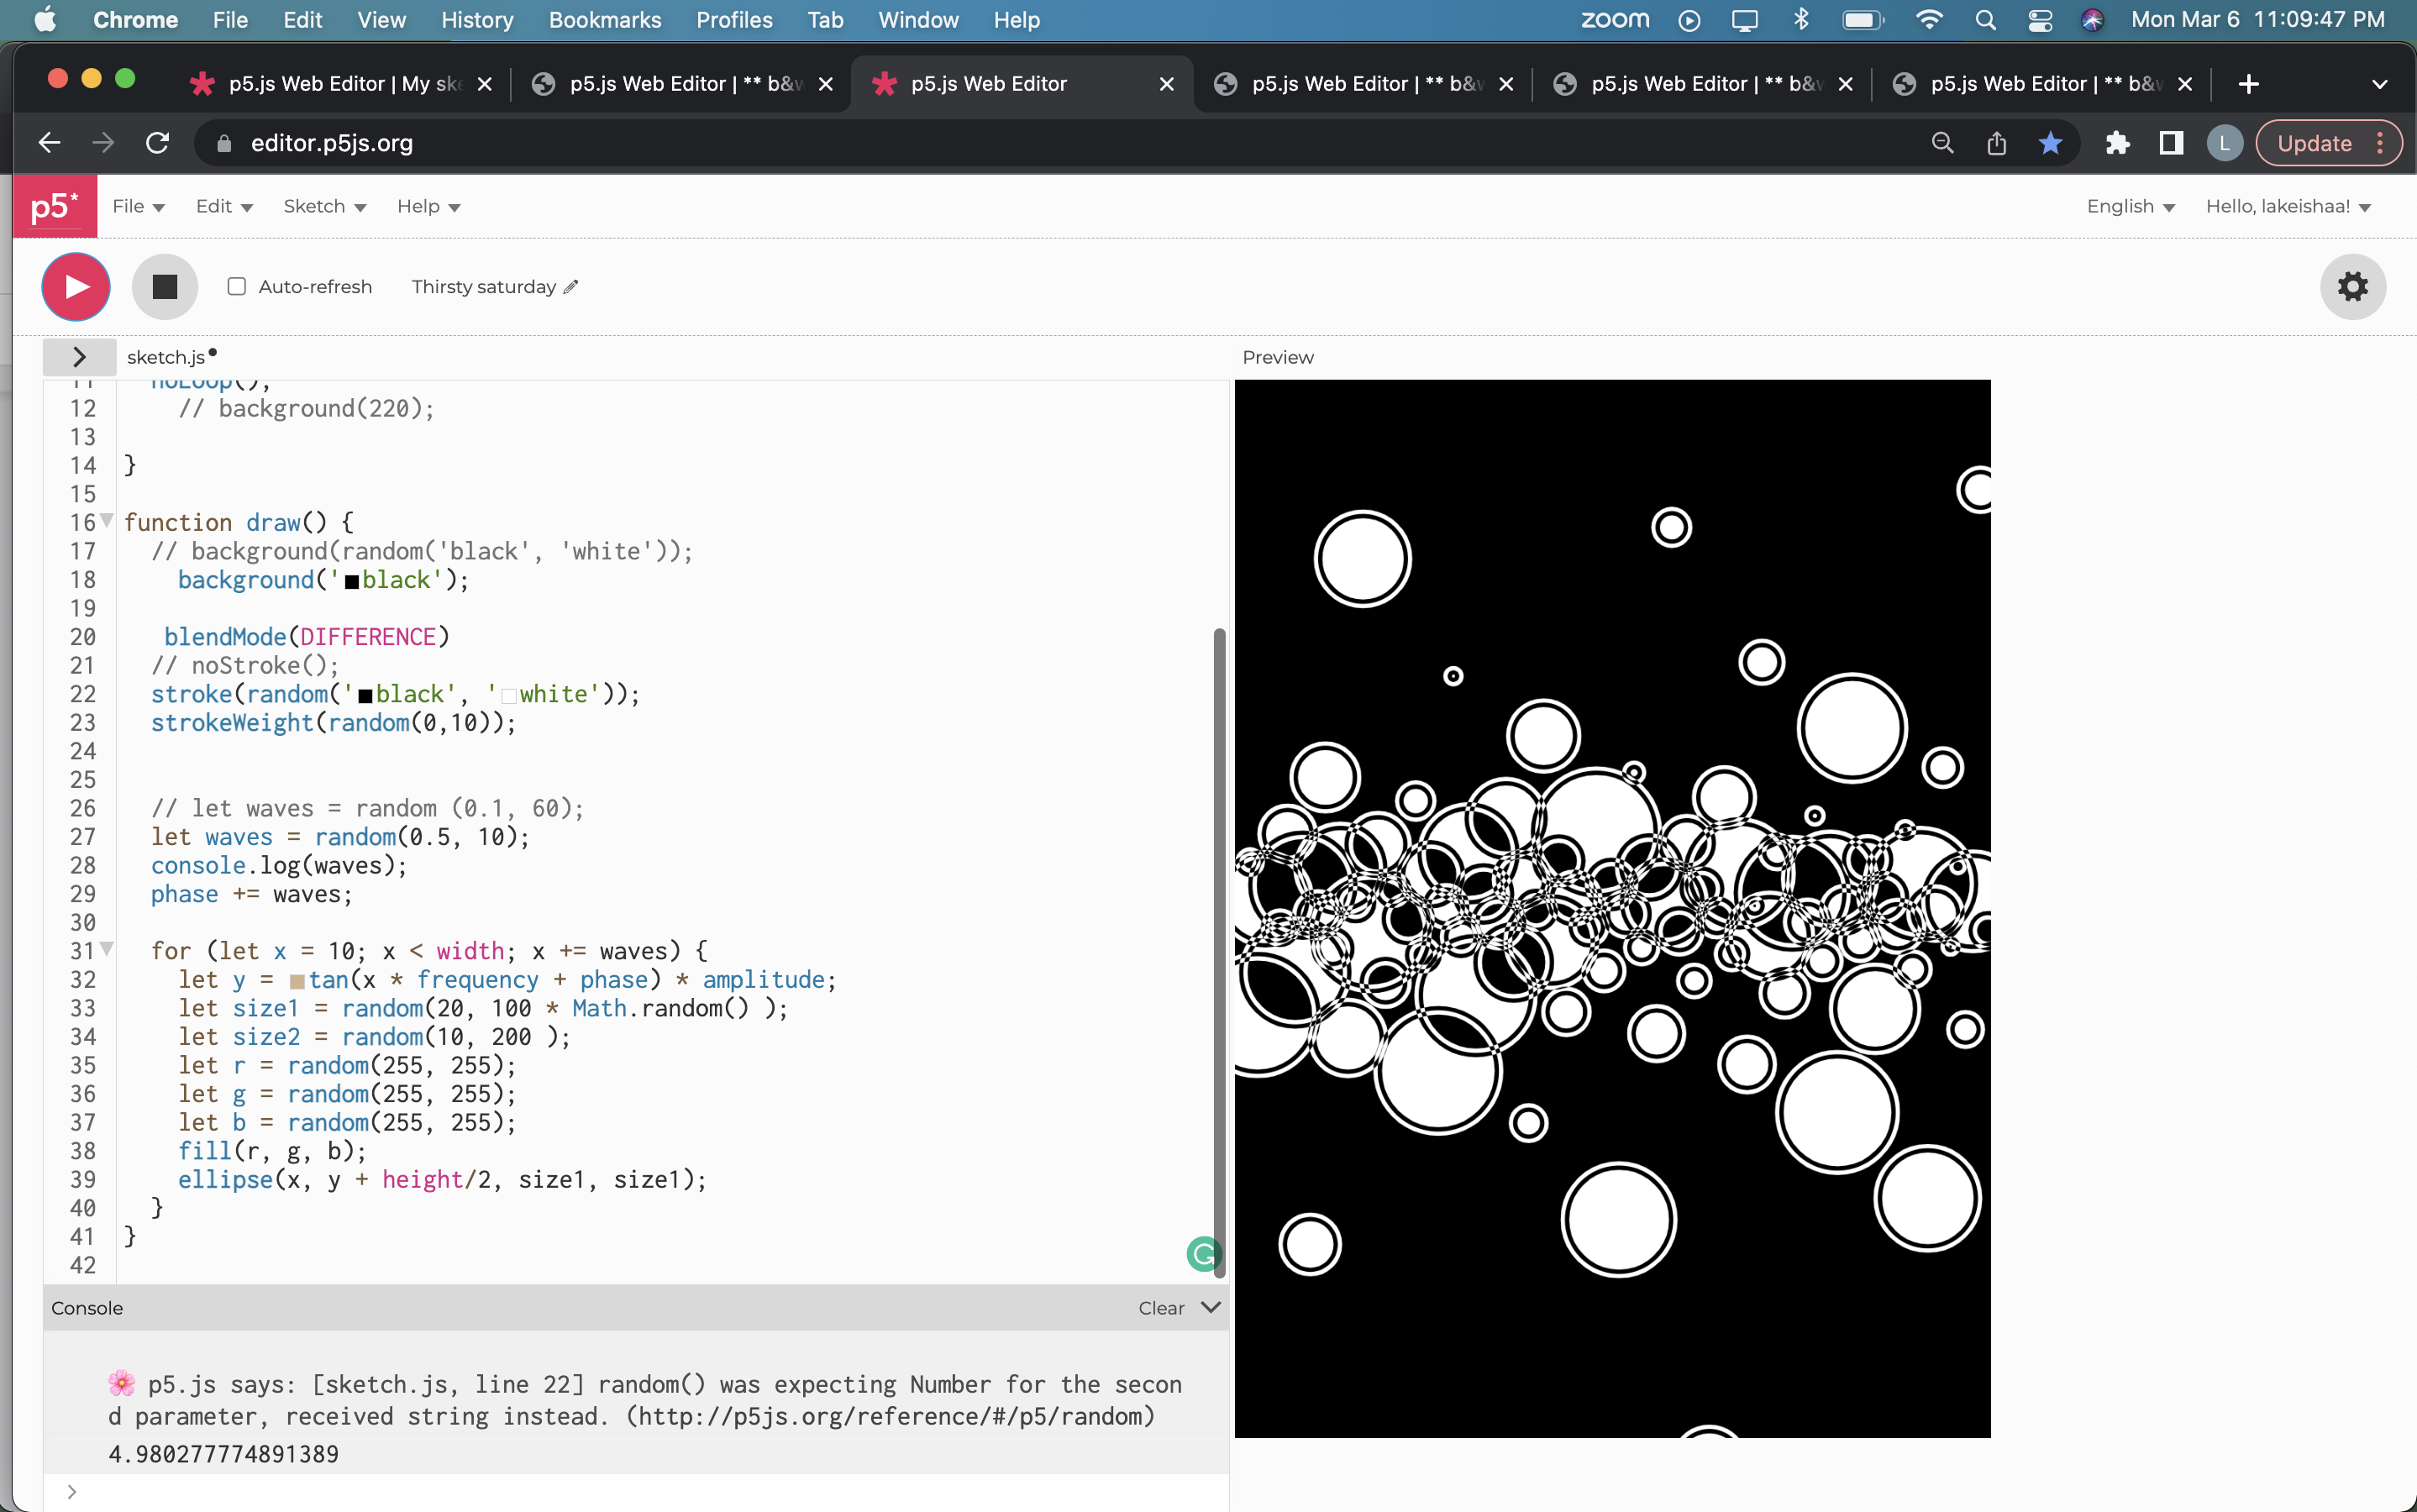 Chrome File Edit View History Bookmarks Profiles Tab Window Help zoom Mon Mar 6 11:09:47 PM
p5.js Web Editor | My ske p5.js Web Editor | ** b&w p5.js Web Editor p5.js Web Editor | ** b&w p5.js Web Editor | ** b&w p5.js Web Editor | ** b&w
editor.p5js.org L Update
p5* File Edit Sketch Help English Hello, lakeishaa!
Auto-refresh Thirsty saturday
sketch.js Preview
11 noLoop();
12 // background(220);
13
14 }
15
16 function draw() {
17 // background(random('black', 'white'));
18 background('black');
19
20 blendMode(DIFFERENCE)
21 // noStroke();
22 stroke(random('black', 'white'));
23 strokeWeight(random(0,10));
24
25
26 // let waves = random (0.1, 60);
27 let waves = random(0.5, 10);
28 console.log(waves);
29 phase += waves;
30
31 for (let x = 10; x < width; x += waves) {
32 let y = tan(x * frequency + phase) * amplitude;
33 let size1 = random(20, 100 * Math.random() );
34 let size2 = random(10, 200 );
35 let r = random(255, 255);
36 let g = random(255, 255);
37 let b = random(255, 255);
38 fill(r, g, b);
39 ellipse(x, y + height/2, size1, size1);
40 }
41 }
42
Console Clear
🌸 p5.js says: [sketch.js, line 22] random() was expecting Number for the secon
d parameter, received string instead. (http://p5js.org/reference/#/p5/random)
4.980277774891389
>